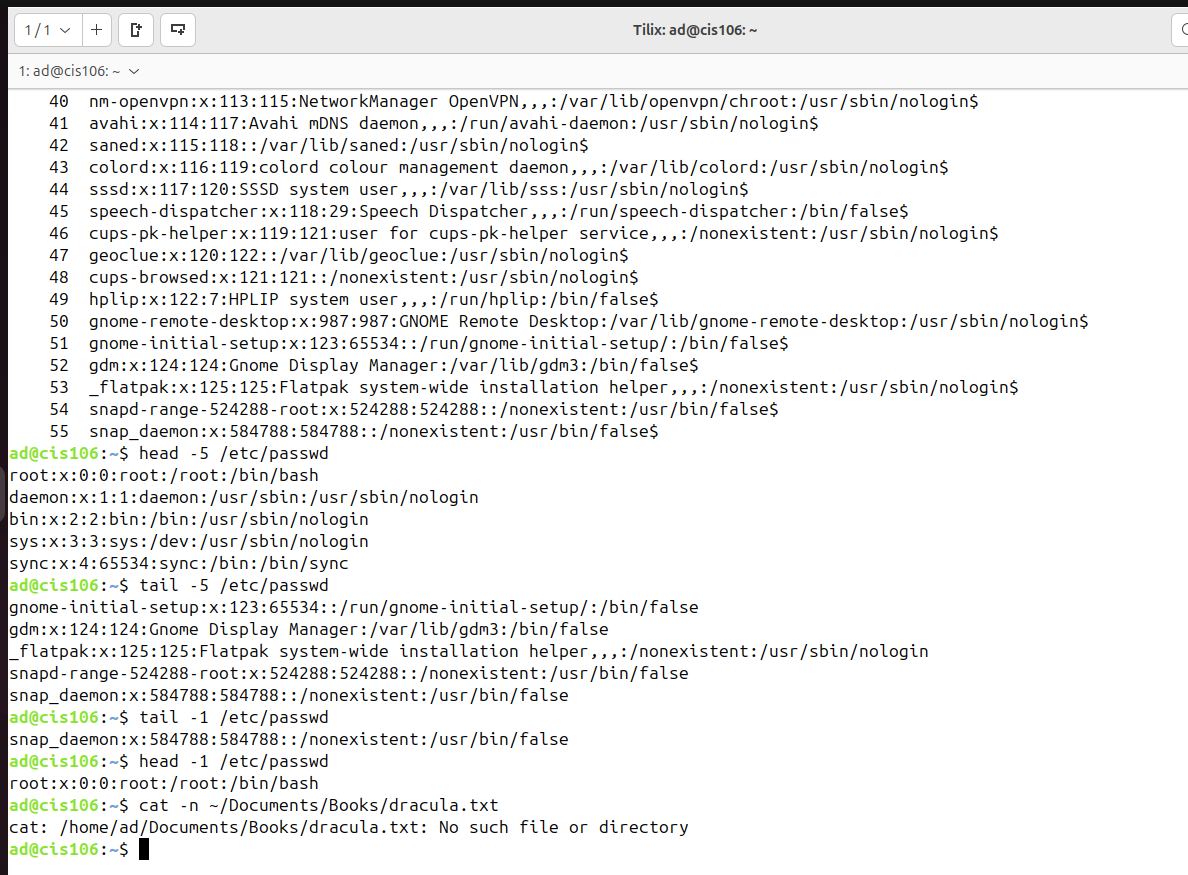 1 / 1
Tilix: ad@cis106: ~
1: ad@cis106: ~
40  nm-openvpn:x:113:115:NetworkManager OpenVPN,,,:/var/lib/openvpn/chroot:/usr/sbin/nologin$
41  avahi:x:114:117:Avahi mDNS daemon,,,:/run/avahi-daemon:/usr/sbin/nologin$
42  saned:x:115:118::/var/lib/saned:/usr/sbin/nologin$
43  colord:x:116:119:colord colour management daemon,,,:/var/lib/colord:/usr/sbin/nologin$
44  sssd:x:117:120:SSSD system user,,,:/var/lib/sss:/usr/sbin/nologin$
45  speech-dispatcher:x:118:29:Speech Dispatcher,,,:/run/speech-dispatcher:/bin/false$
46  cups-pk-helper:x:119:121:user for cups-pk-helper service,,,:/nonexistent:/usr/sbin/nologin$
47  geoclue:x:120:122::/var/lib/geoclue:/usr/sbin/nologin$
48  cups-browsed:x:121:121::/nonexistent:/usr/sbin/nologin$
49  hplip:x:122:7:HPLIP system user,,,:/run/hplip:/bin/false$
50  gnome-remote-desktop:x:987:987:GNOME Remote Desktop:/var/lib/gnome-remote-desktop:/usr/sbin/nologin$
51  gnome-initial-setup:x:123:65534::/run/gnome-initial-setup/:/bin/false$
52  gdm:x:124:124:Gnome Display Manager:/var/lib/gdm3:/bin/false$
53  _flatpak:x:125:125:Flatpak system-wide installation helper,,,:/nonexistent:/usr/sbin/nologin$
54  snapd-range-524288-root:x:524288:524288::/nonexistent:/usr/bin/false$
55  snap_daemon:x:584788:584788::/nonexistent:/usr/bin/false$
ad@cis106:~$ head -5 /etc/passwd
root:x:0:0:root:/root:/bin/bash
daemon:x:1:1:daemon:/usr/sbin:/usr/sbin/nologin
bin:x:2:2:bin:/bin:/usr/sbin/nologin
sys:x:3:3:sys:/dev:/usr/sbin/nologin
sync:x:4:65534:sync:/bin:/bin/sync
ad@cis106:~$ tail -5 /etc/passwd
gnome-initial-setup:x:123:65534::/run/gnome-initial-setup/:/bin/false
gdm:x:124:124:Gnome Display Manager:/var/lib/gdm3:/bin/false
_flatpak:x:125:125:Flatpak system-wide installation helper,,,:/nonexistent:/usr/sbin/nologin
snapd-range-524288-root:x:524288:524288::/nonexistent:/usr/bin/false
snap_daemon:x:584788:584788::/nonexistent:/usr/bin/false
ad@cis106:~$ tail -1 /etc/passwd
snap_daemon:x:584788:584788::/nonexistent:/usr/bin/false
ad@cis106:~$ head -1 /etc/passwd
root:x:0:0:root:/root:/bin/bash
ad@cis106:~$ cat -n ~/Documents/Books/dracula.txt
cat: /home/ad/Documents/Books/dracula.txt: No such file or directory
ad@cis106:~$